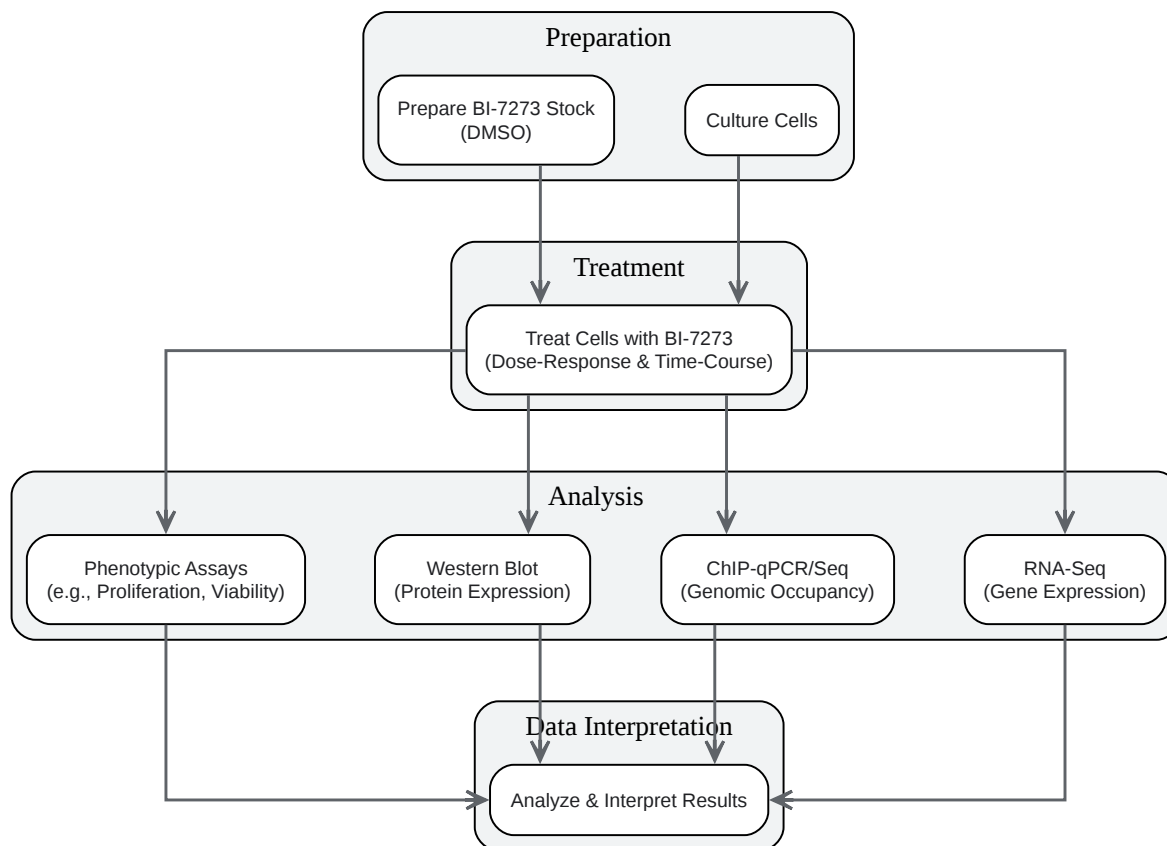 Preparation
Prepare BI-7273 Stock
(DMSO)
Culture Cells
Treatment
Treat Cells with BI-7273
(Dose-Response & Time-Course)
Analysis
Phenotypic Assays
(e.g., Proliferation, Viability)
Western Blot
(Protein Expression)
ChIP-qPCR/Seq
(Genomic Occupancy)
RNA-Seq
(Gene Expression)
Data Interpretation
Analyze & Interpret Results